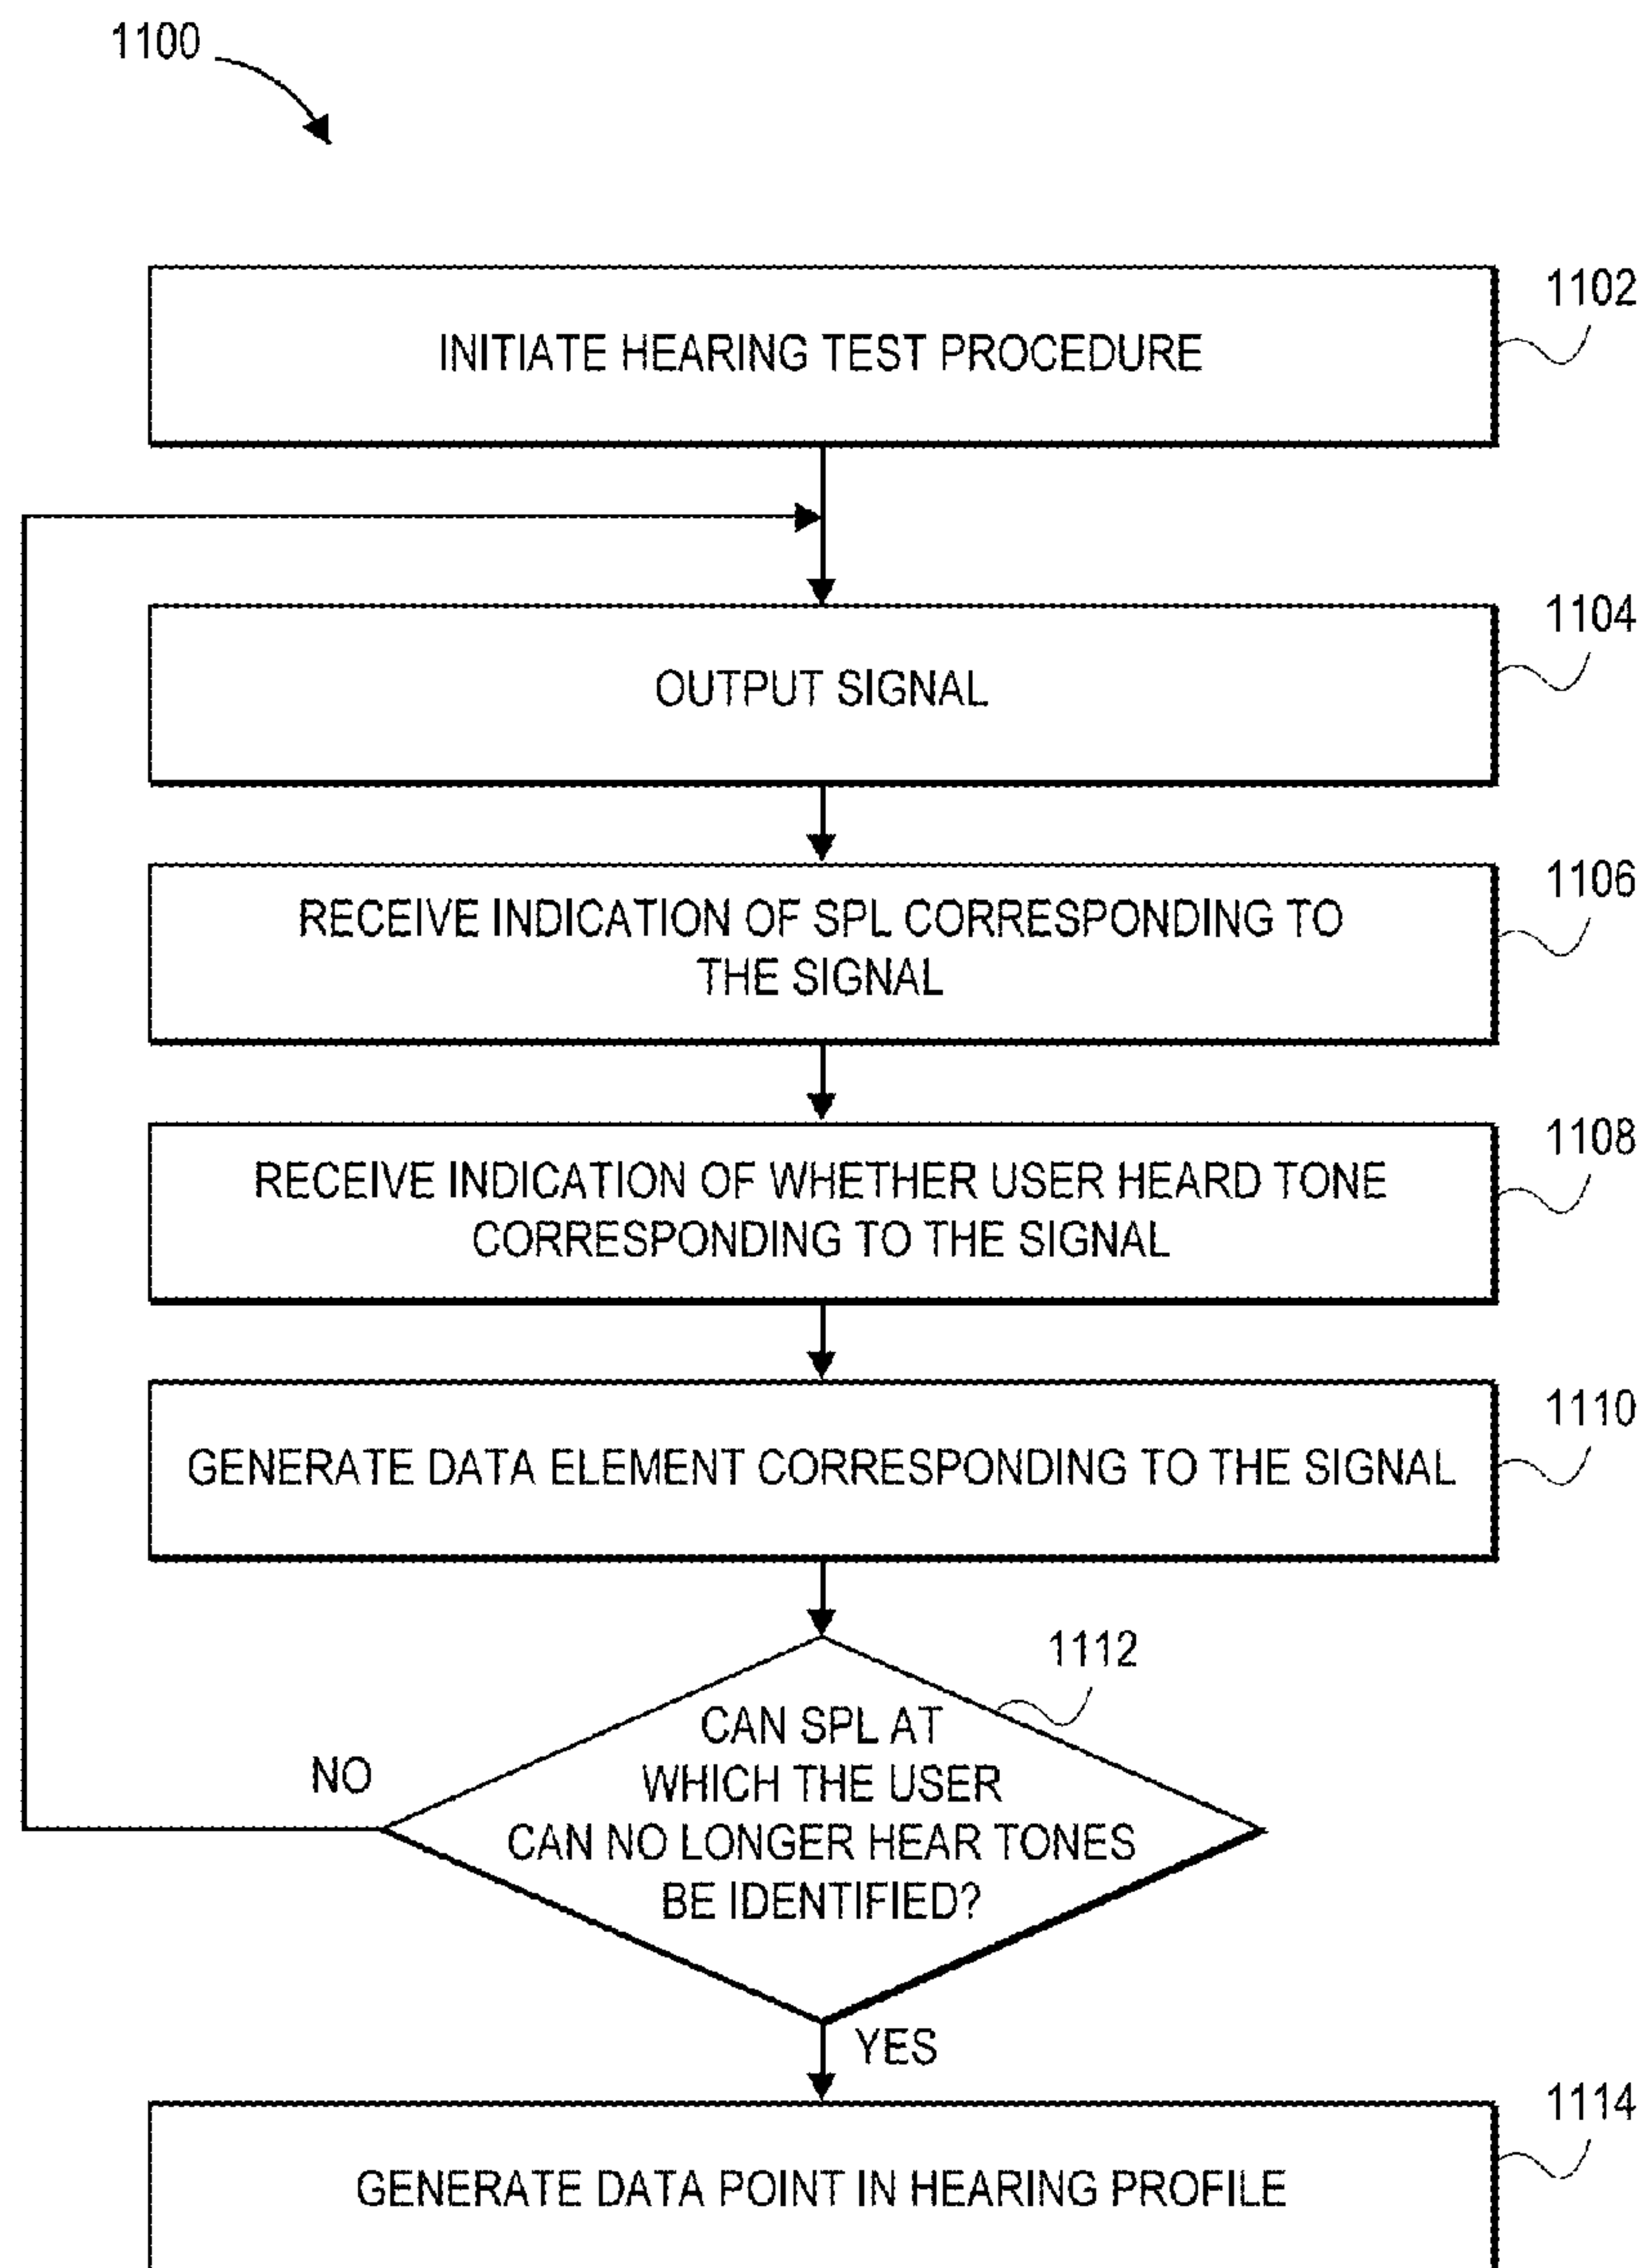 1100
1102
INITIATE HEARING TEST PROCEDURE
1104
OUTPUT SIGNAL
1106
RECEIVE INDICATION OF SPL CORRESPONDING TO
THE SIGNAL
1108
RECEIVE INDICATION OF WHETHER USER HEARD TONE
CORRESPONDING TO THE SIGNAL
1110
GENERATE DATA ELEMENT CORRESPONDING TO THE SIGNAL
1112
CAN SPL AT
WHICH THE USER
CAN NO LONGER HEAR TONES
BE IDENTIFIED?
NO
YES
1114
GENERATE DATA POINT IN HEARING PROFILE